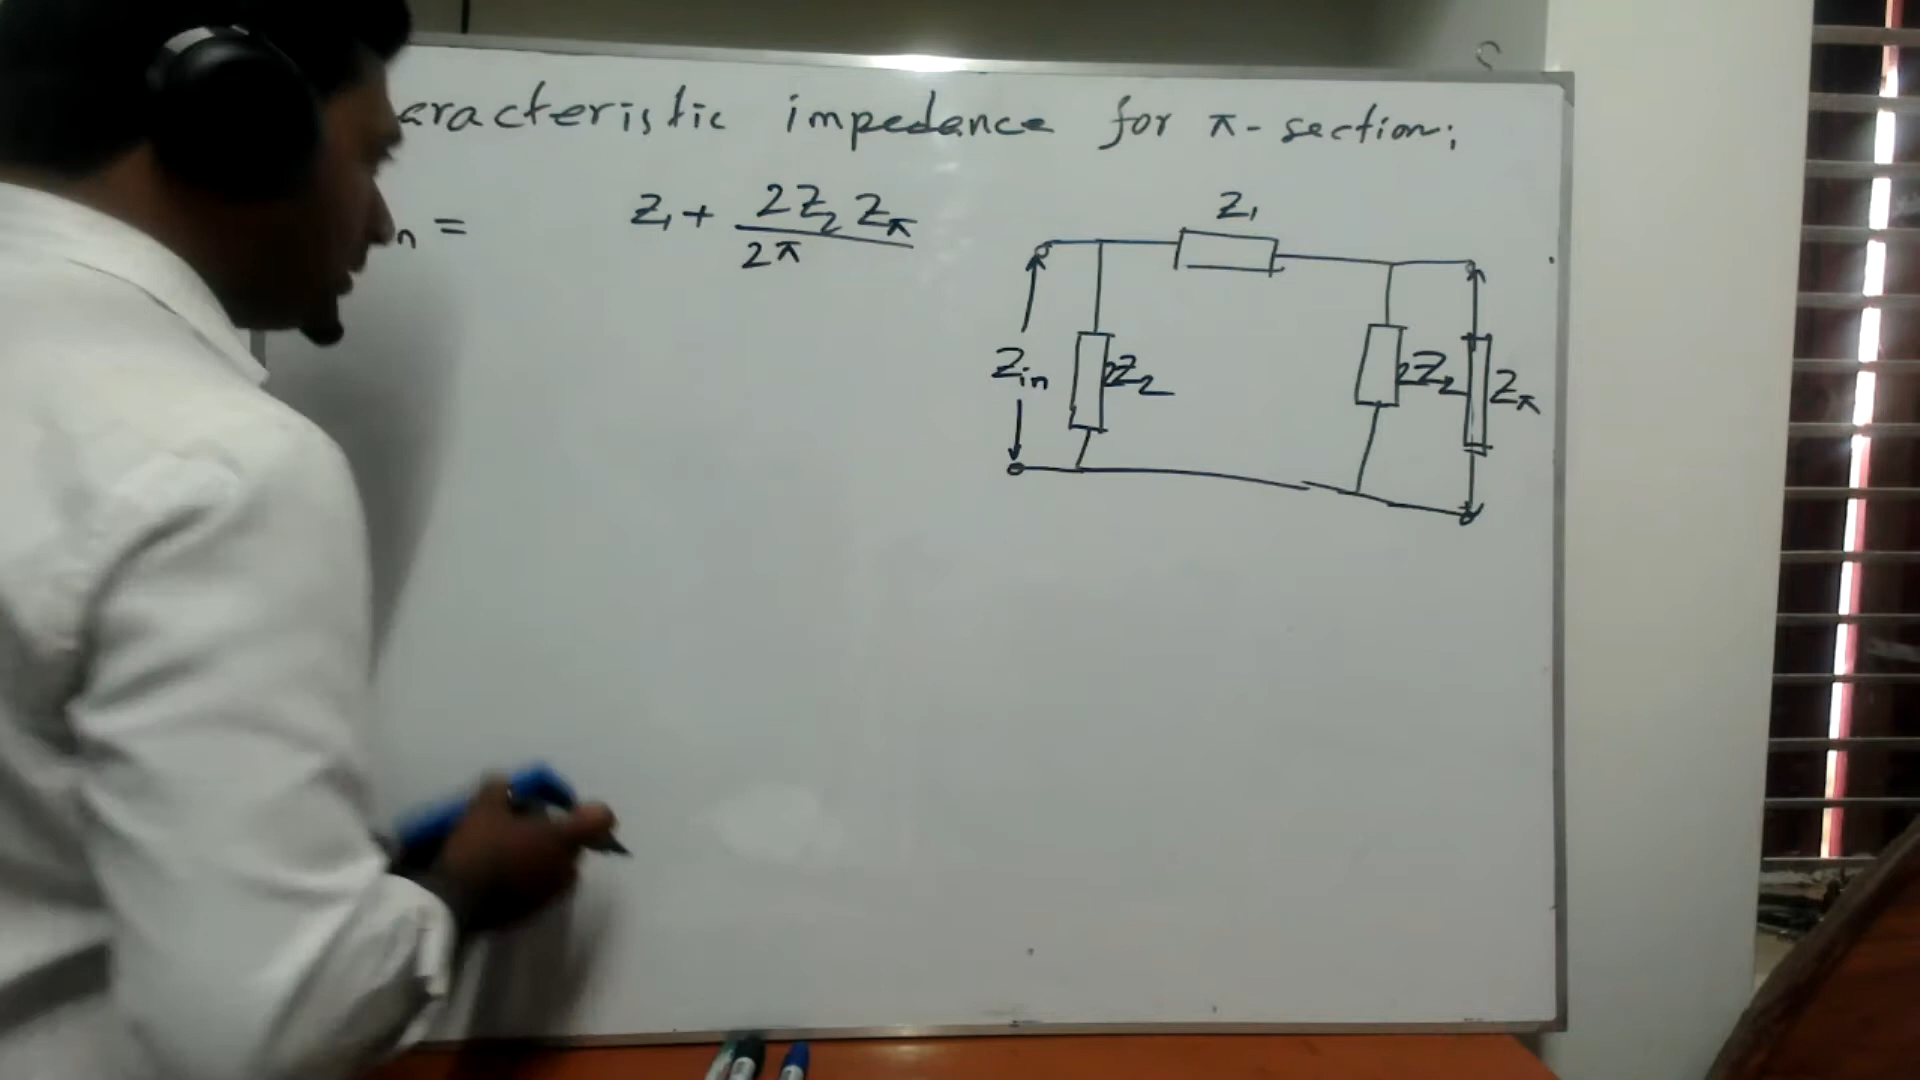 aracteristic impedance for π-section;
n = Z1 + 2Z2 Zπ
2π
Z1
Zin
2Z2
2Z2
Zπ